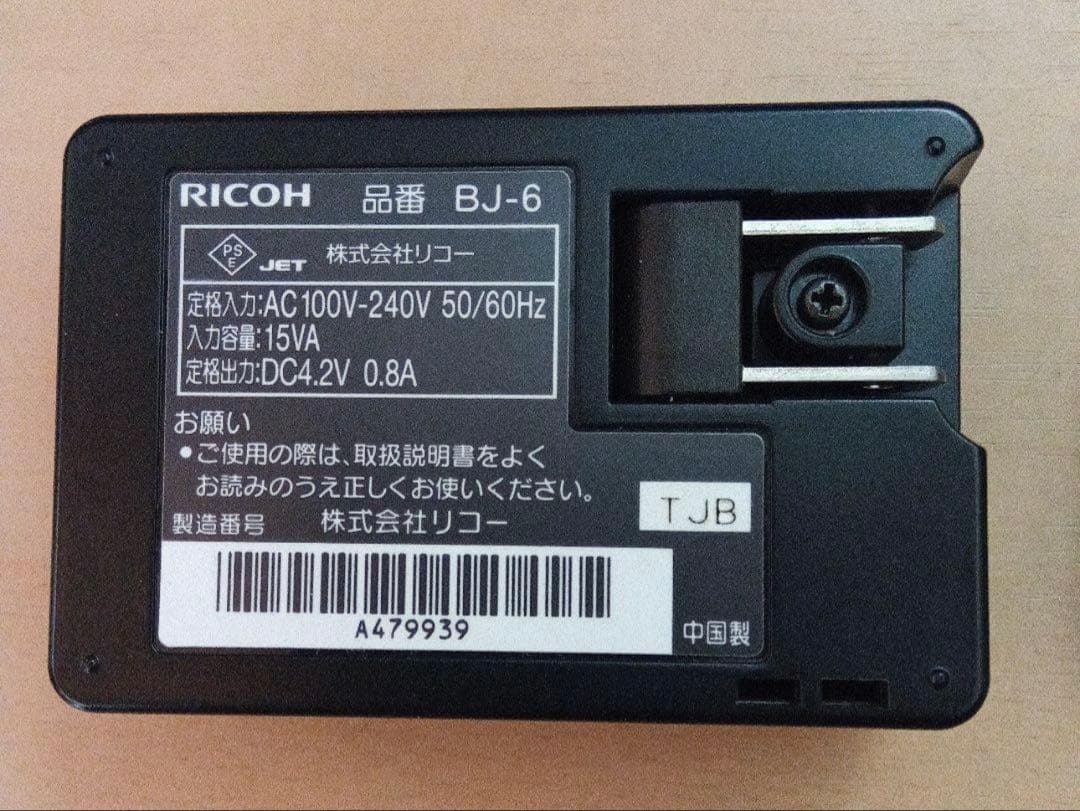 RICOH 品番 BJ-6
PS E JET 株式会社リコー
定格入力:AC100V-240V 50/60Hz
入力容量:15VA
定格出力:DC4.2V 0.8A
お願い
•ご使用の際は、取扱説明書をよく
お読みのうえ正しくお使いください。
TJB
製造番号 株式会社リコー
A479939
中国製